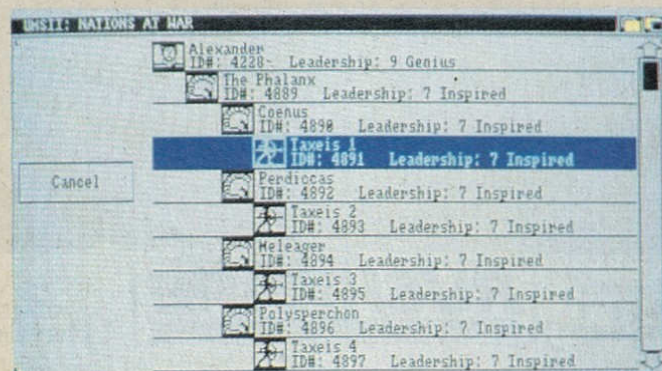 UMSII: NATIONS AT WAR
Alexander
ID#: 4228- Leadership: 9 Genius
The Phalanx
ID#: 4889 Leadership: 7 Inspired
Coenus
ID#: 4890 Leadership: 7 Inspired
Taxeis 1
ID#: 4891 Leadership: 7 Inspired
Cancel
Perdiccas
ID#: 4892 Leadership: 7 Inspired
Taxeis 2
ID#: 4893 Leadership: 7 Inspired
Meleager
ID#: 4894 Leadership: 7 Inspired
Taxeis 3
ID#: 4895 Leadership: 7 Inspired
Polysperchon
ID#: 4896 Leadership: 7 Inspired
Taxeis 4
ID#: 4897 Leadership: 7 Inspired